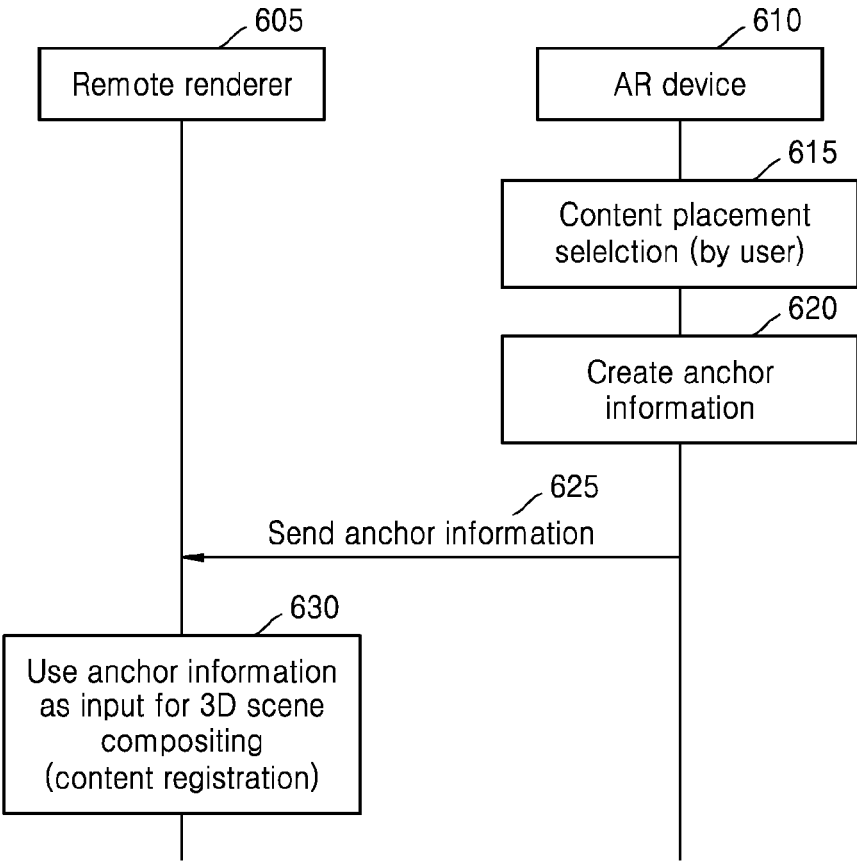 605
610
Remote renderer
AR device
615
Content placement
selelction (by user)
620
Create anchor
information
625
Send anchor information
630
Use anchor information
as input for 3D scene
compositing
(content registration)